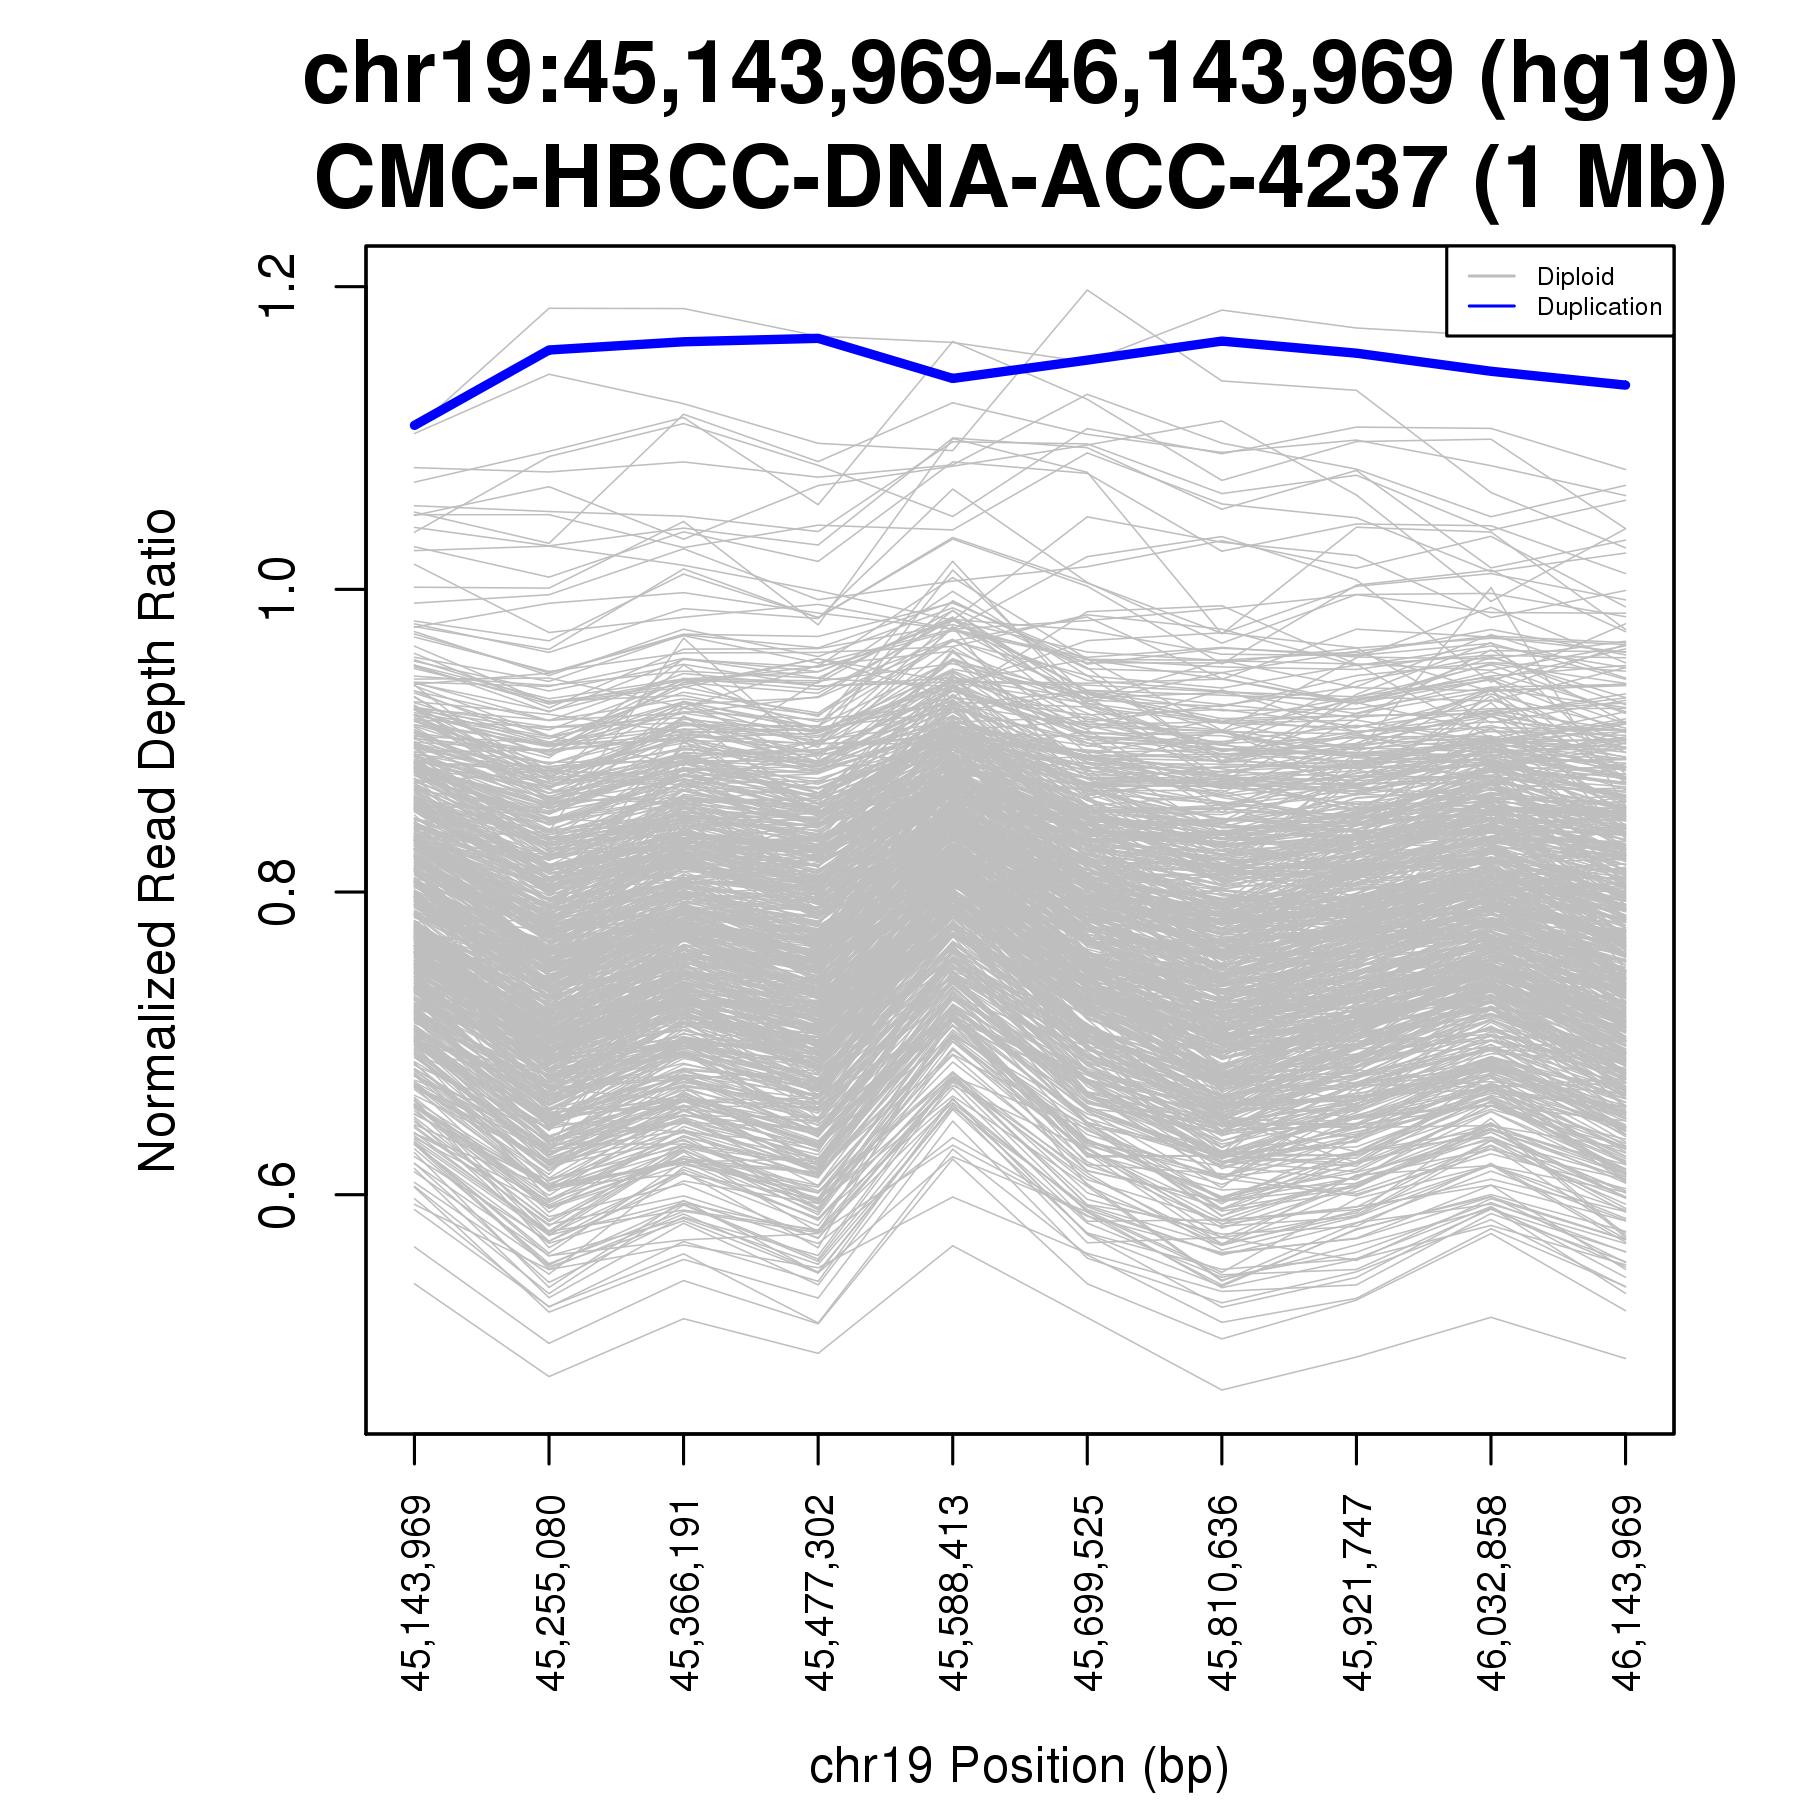 chr19:45,143,969-46,143,969 (hg19)
CMC-HBCC-DNA-ACC-4237 (1 Mb)
Diploid
Duplication
Normalized Read Depth Ratio
1.2
1.0
0.8
0.6
45,143,969
45,255,080
45,366,191
45,477,302
45,588,413
45,699,525
45,810,636
45,921,747
46,032,858
46,143,969
chr19 Position (bp)